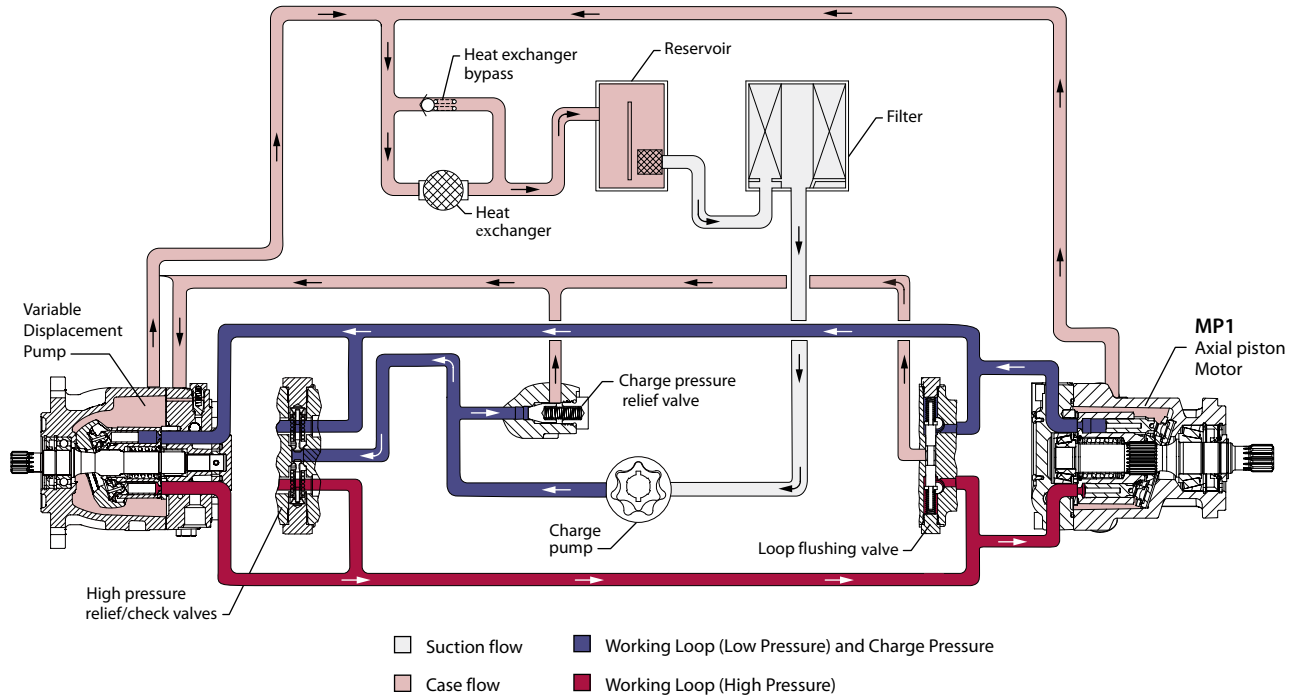 Reservoir
Heat exchanger
bypass
Filter
Heat
exchanger
Variable
Displacement
Pump
MP1
Axial piston
Motor
Charge pressure
relief valve
Charge
pump
Loop flushing valve
High pressure
relief/check valves
Suction flow
Working Loop (Low Pressure) and Charge Pressure
Case flow
Working Loop (High Pressure)